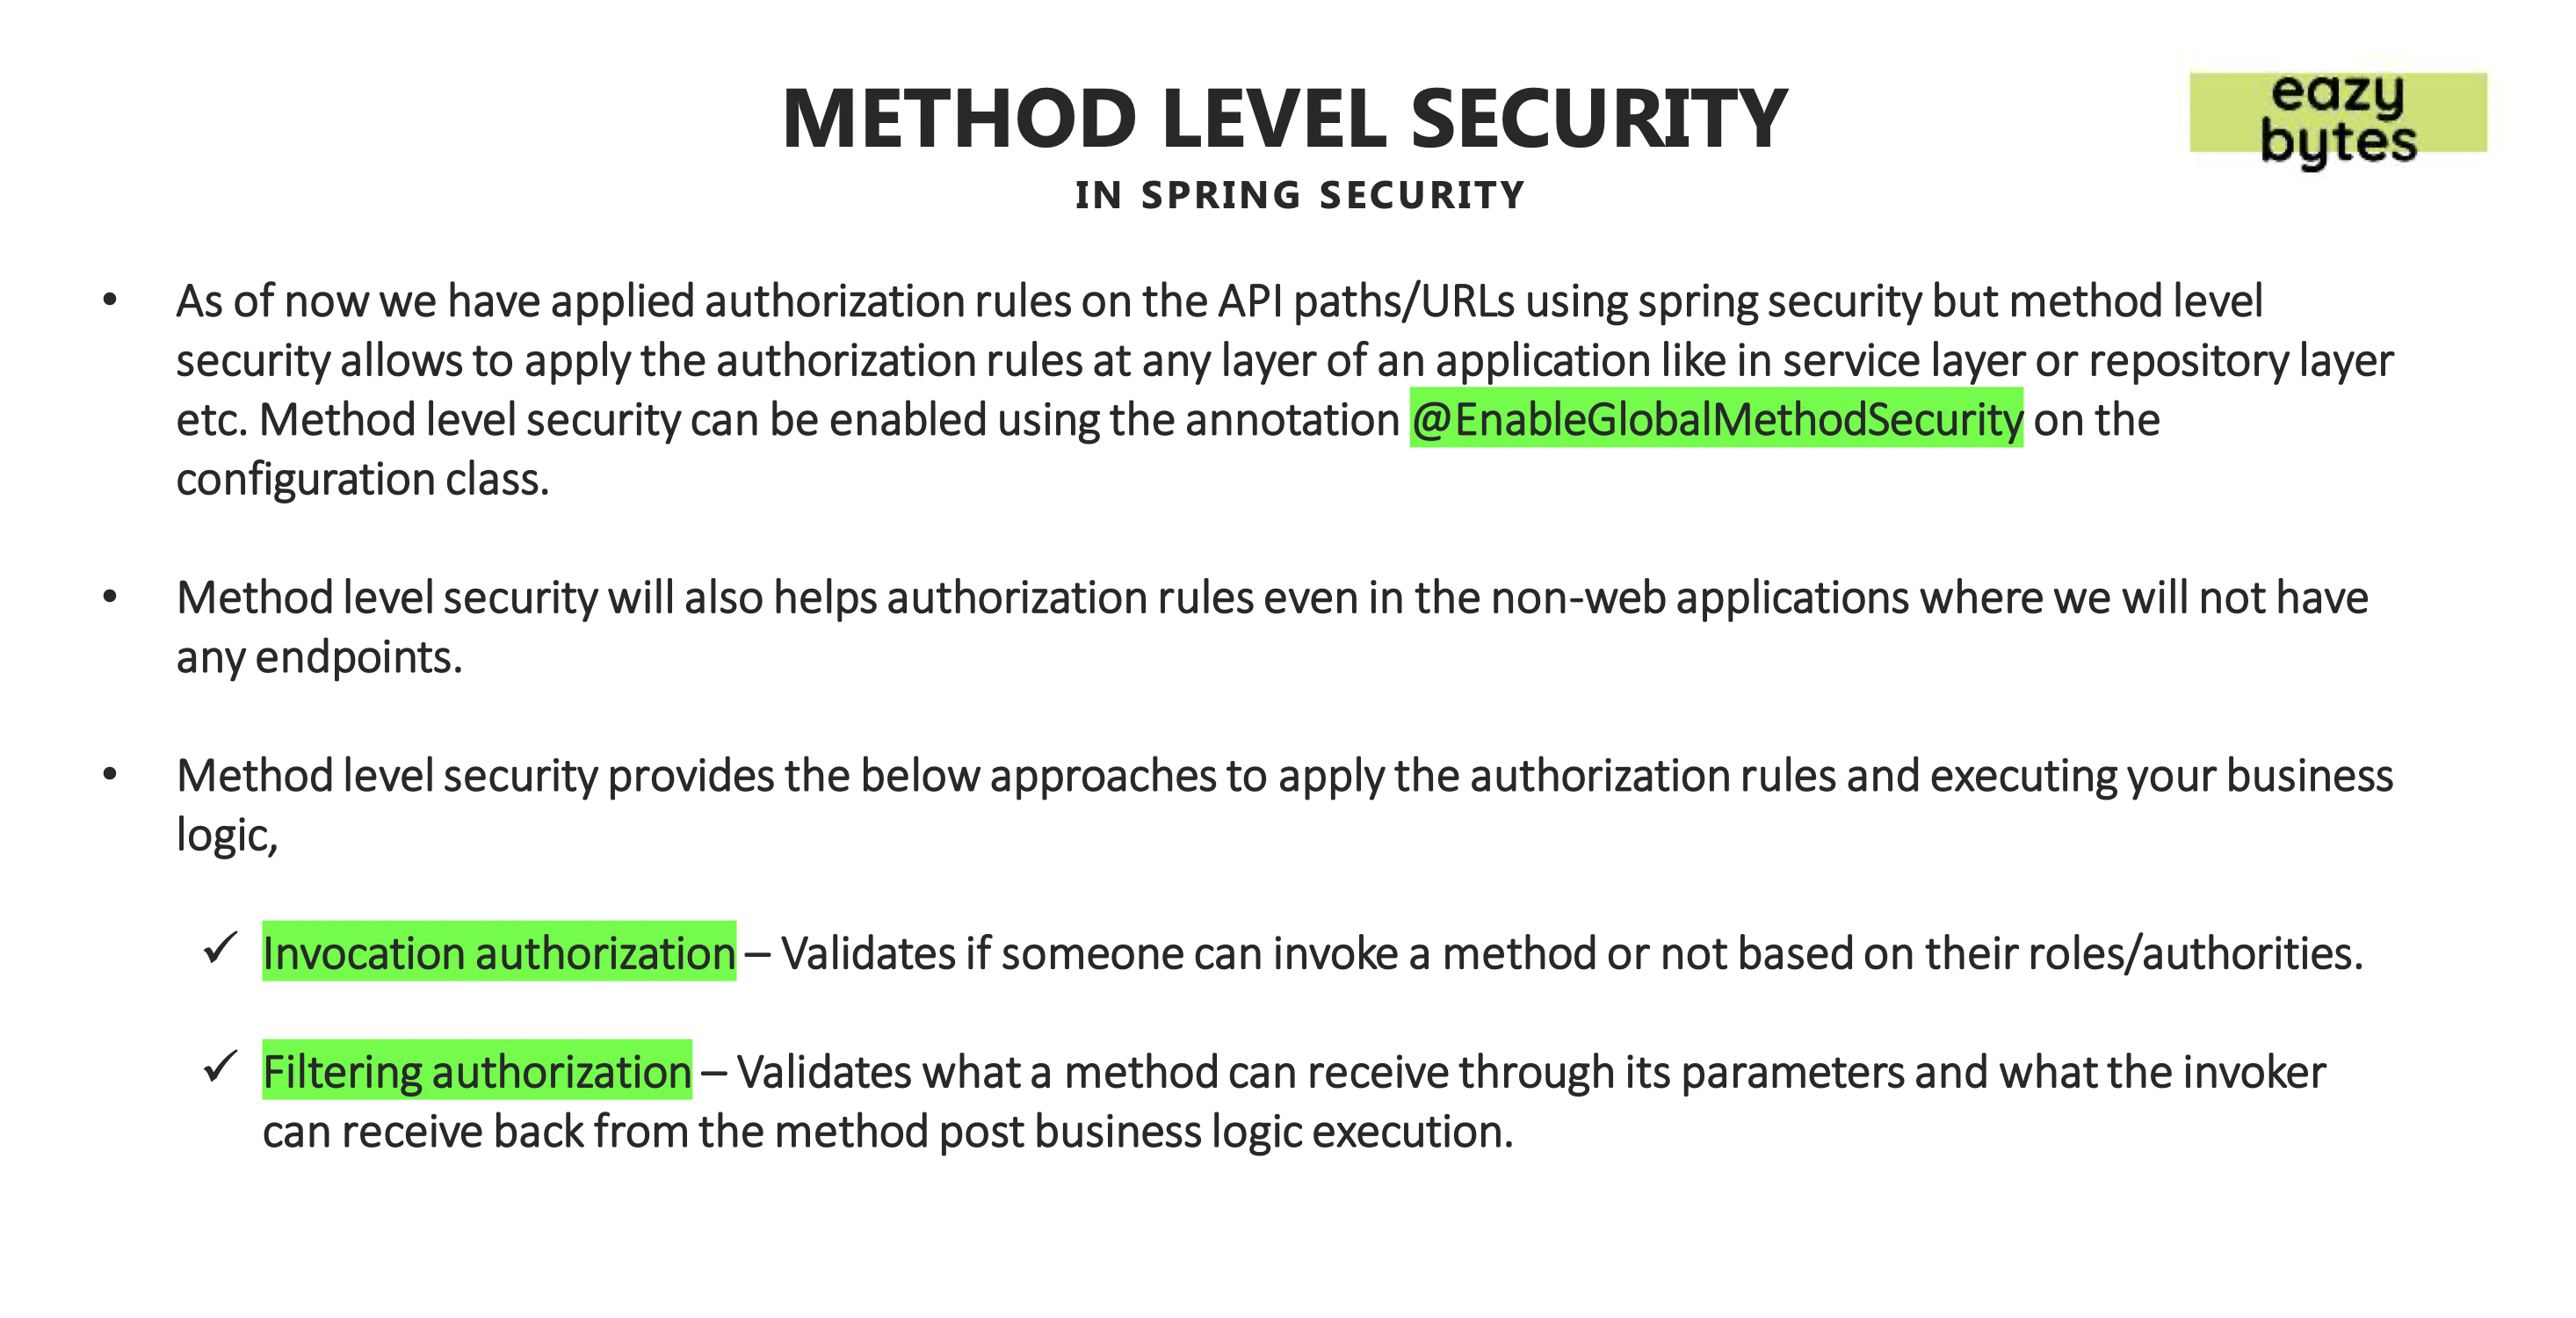 METHOD LEVEL SECURITY
IN SPRING SECURITY
eazy
bytes
• As of now we have applied authorization rules on the API paths/URLs using spring security but method level
security allows to apply the authorization rules at any layer of an application like in service layer or repository layer
etc. Method level security can be enabled using the annotation @EnableGlobalMethodSecurity on the
configuration class.
• Method level security will also helps authorization rules even in the non-web applications where we will not have
any endpoints.
• Method level security provides the below approaches to apply the authorization rules and executing your business
logic,
✓ Invocation authorization – Validates if someone can invoke a method or not based on their roles/authorities.
✓ Filtering authorization – Validates what a method can receive through its parameters and what the invoker
can receive back from the method post business logic execution.